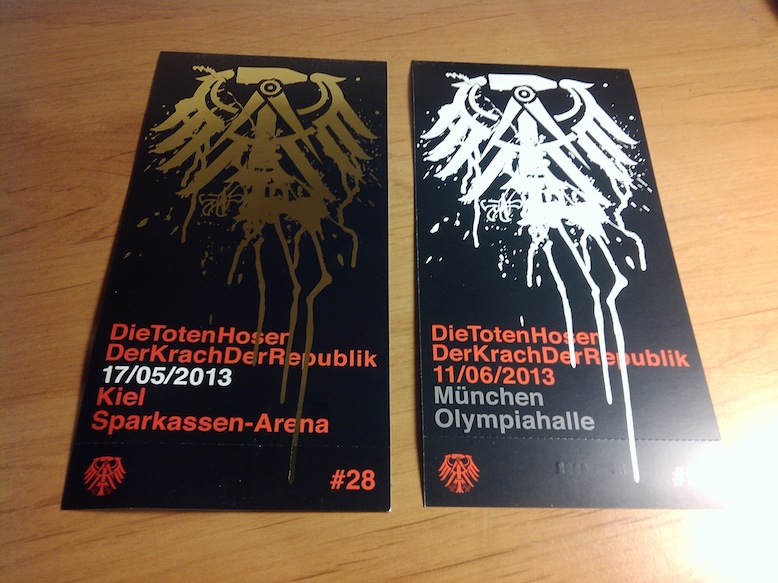 DieTotenHosen
DerKrachDerRepublik
17/05/2013
Kiel
Sparkassen-Arena
#28
DieTotenHosen
DerKrachDerRepublik
11/06/2013
München
Olympiahalle